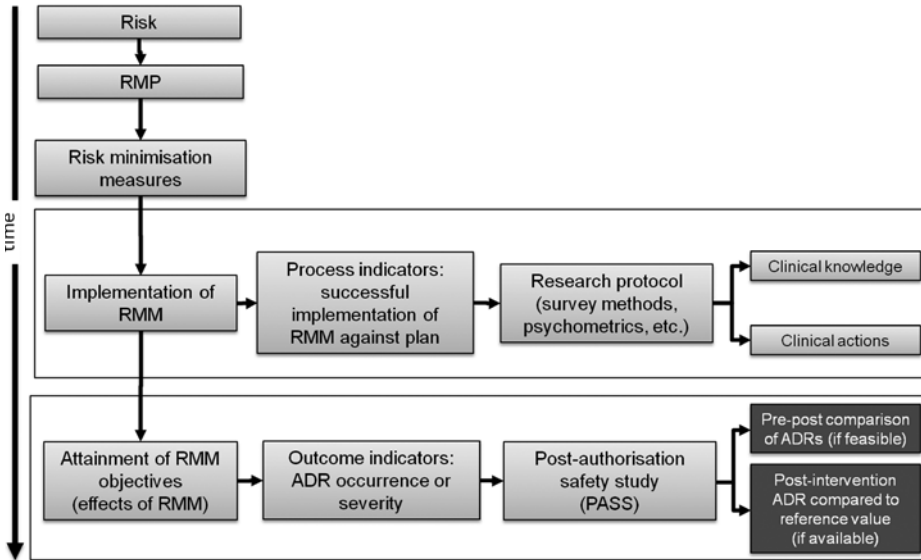 time
Risk
RMP
Risk minimisation
measures
Implementation of
RMM
Process indicators:
successful
implementation of
RMM against plan
Research protocol
(survey methods,
psychometrics, etc.)
Clinical knowledge
Clinical actions
Attainment of RMM
objectives
(effects of RMM)
Outcome indicators:
ADR occurrence or
severity
Post-authorisation
safety study
(PASS)
Pre-post comparison
of ADRs (if feasible)
Post-intervention
ADR compared to
reference value
(if available)